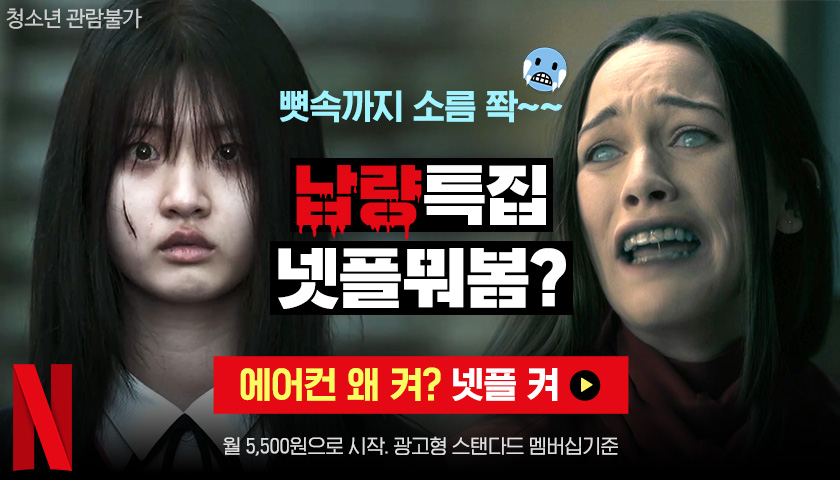 청소년 관람불가
뼛속까지 소름 쫙~~
납량특집
넷플뭐봄?
에어컨 왜 켜? 넷플 켜
N
월 5,500원으로 시작. 광고형 스탠다드 멤버십기준